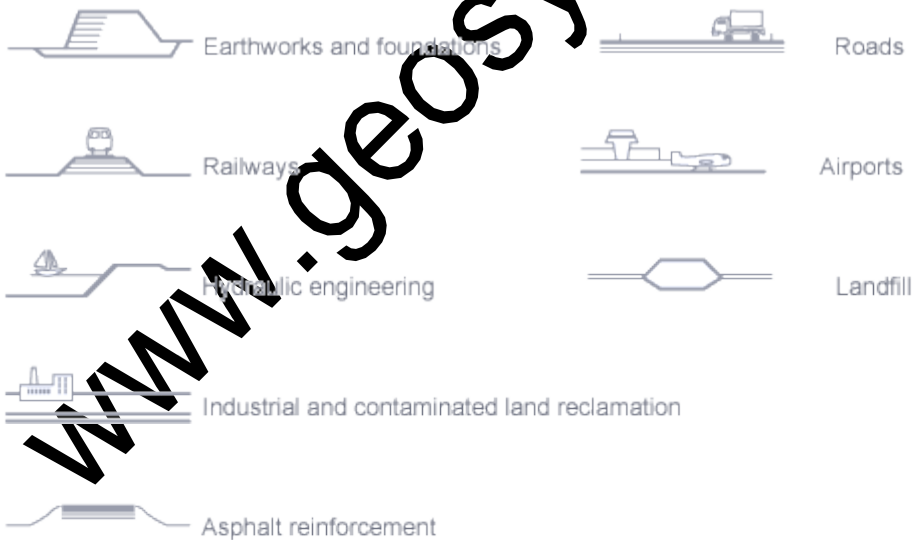 Earthworks and foundations
Roads
Railways
Airports
Hydraulic engineering
Landfill
Industrial and contaminated land reclamation
Asphalt reinforcement
www.geosy